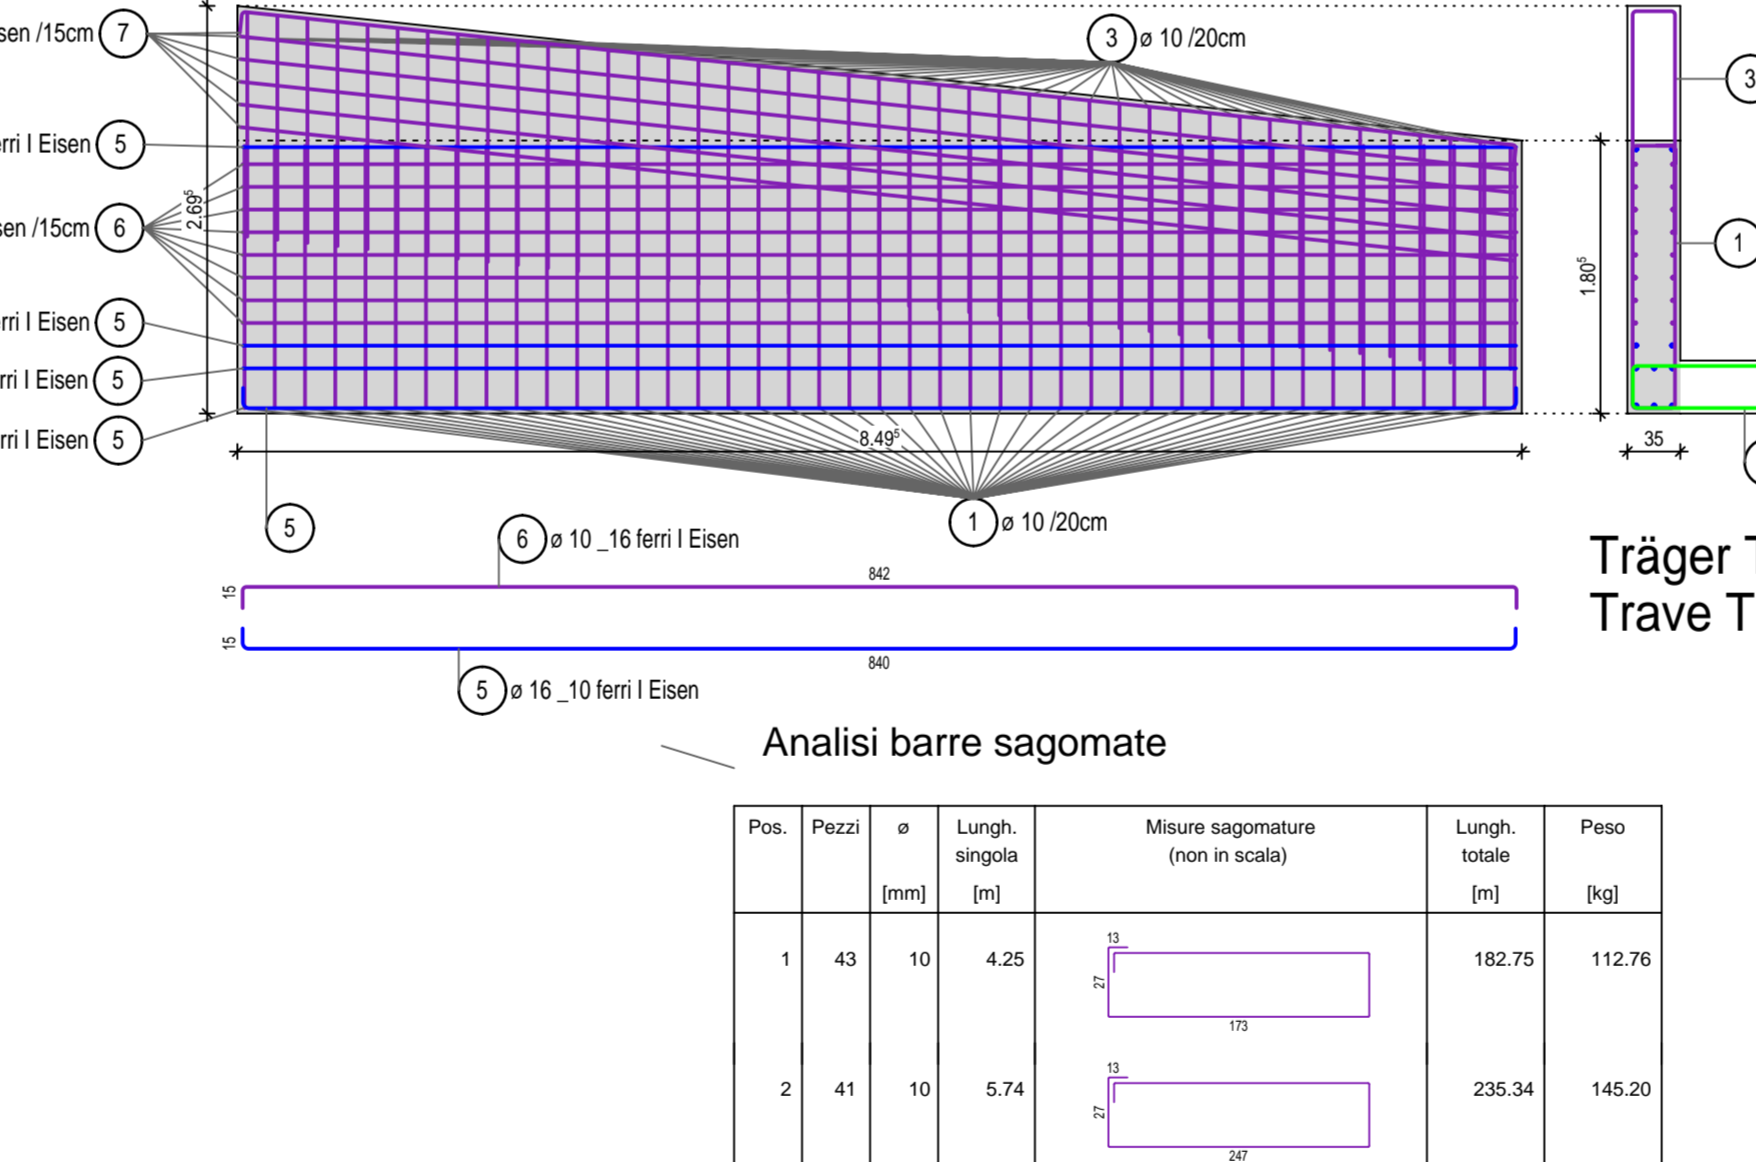 sen /15cm 7
3 ø 10 /20cm
3
erri I Eisen 5
2.69⁵
sen /15cm 6
1
1.80⁵
erri I Eisen 5
rri I Eisen 5
rri I Eisen 5
8.49⁵
35
5
1 ø 10 /20cm
6 ø 10 _16 ferri I Eisen
Träger T
Trave T
842
15
15
840
5 ø 16 _10 ferri I Eisen
Analisi barre sagomate
Pos. Pezzi ø Lungh. singola Misure sagomature (non in scala) Lungh. totale Peso
[mm] [m] [m] [kg]
1 43 10 4.25 13 27 173 182.75 112.76
2 41 10 5.74 13 27 247 235.34 145.20